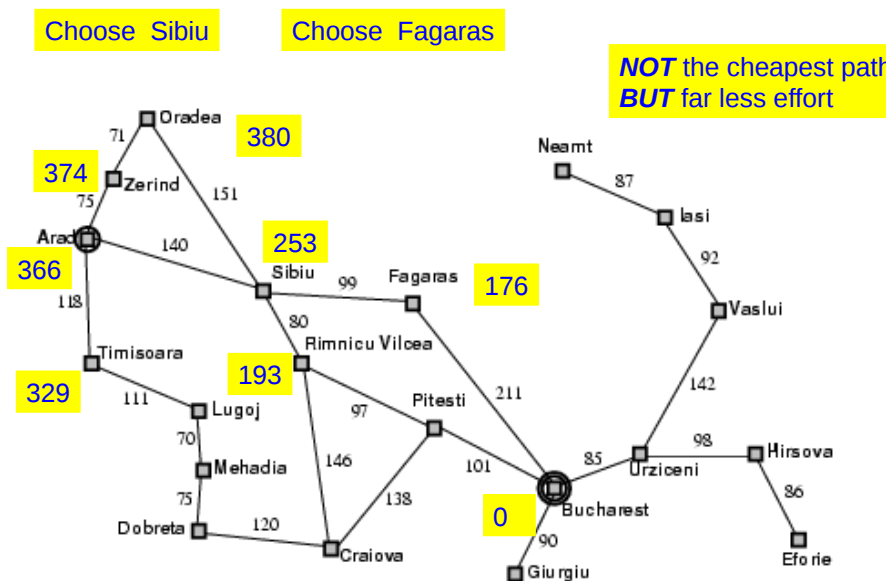 Choose Sibiu
Choose Fagaras
NOT the cheapest path
BUT far less effort
Oradea
71
380
Neamt
374
Zerind
87
75
151
Iasi
Arad
140
253
92
366
Sibiu
Fagaras
176
99
118
Vaslui
80
Timisoara
Rimnicu Vilcea
329
193
142
111
Pitesti
211
Lugoj
97
70
98
Hirsova
Mehadia
146
101
85
Urziceni
75
138
86
0
Bucharest
Dobreta
120
90
Craiova
Eforie
Giurgiu